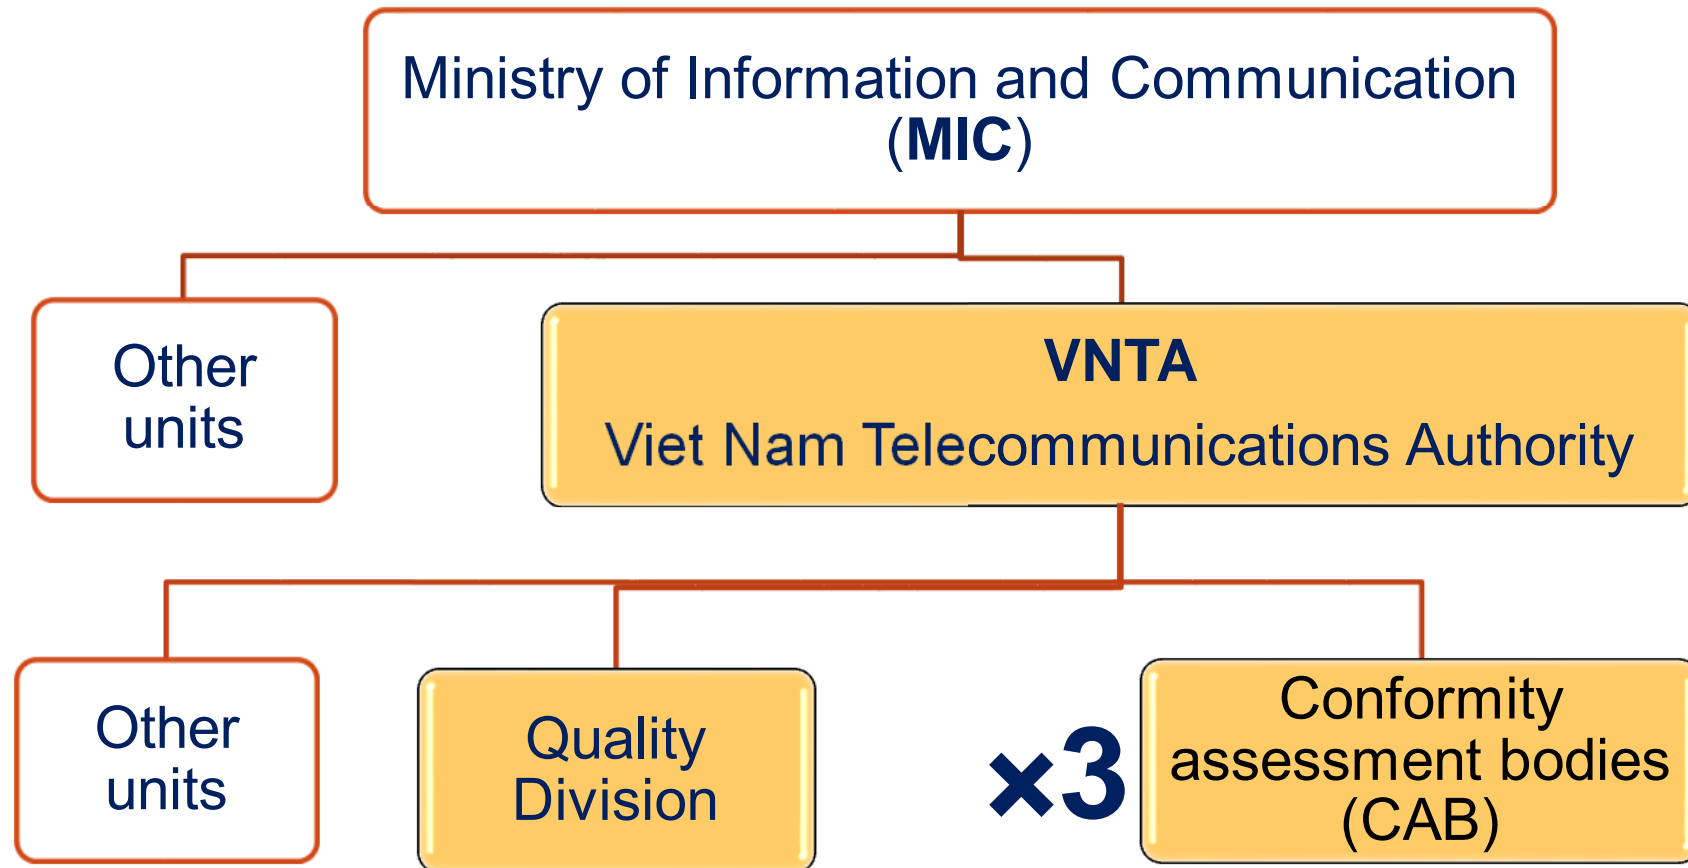 Ministry of Information and Communication
(MIC)
Other
units
VNTA
Viet Nam Telecommunications Authority
Other
units
Quality
Division
×3
Conformity
assessment bodies
(CAB)